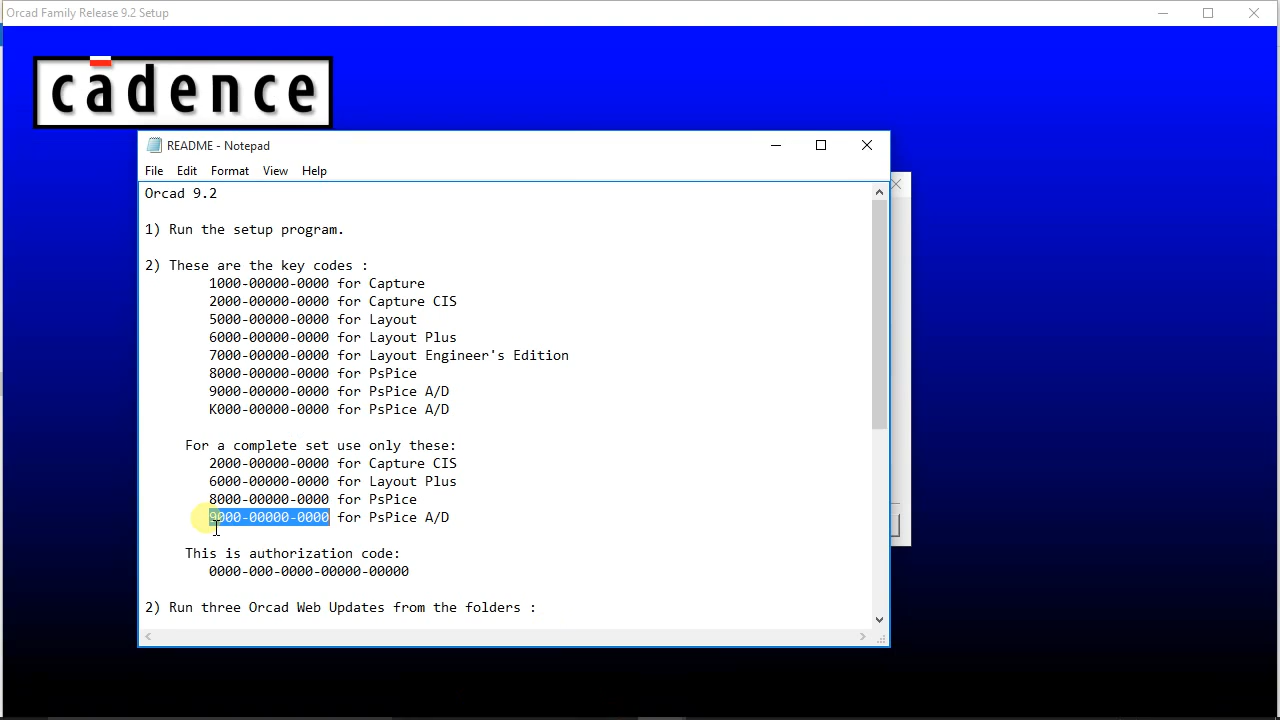 Orcad Family Release 9.2 Setup
cadence
README - Notepad
File Edit Format View Help
Orcad 9.2
1) Run the setup program.
2) These are the key codes :
1000-00000-0000 for Capture
2000-00000-0000 for Capture CIS
5000-00000-0000 for Layout
6000-00000-0000 for Layout Plus
7000-00000-0000 for Layout Engineer's Edition
8000-00000-0000 for PsPice
9000-00000-0000 for PsPice A/D
K000-00000-0000 for PsPice A/D
For a complete set use only these:
2000-00000-0000 for Capture CIS
6000-00000-0000 for Layout Plus
8000-00000-0000 for PsPice
9000-00000-0000 for PsPice A/D
This is authorization code:
0000-000-0000-00000-00000
2) Run three Orcad Web Updates from the folders :